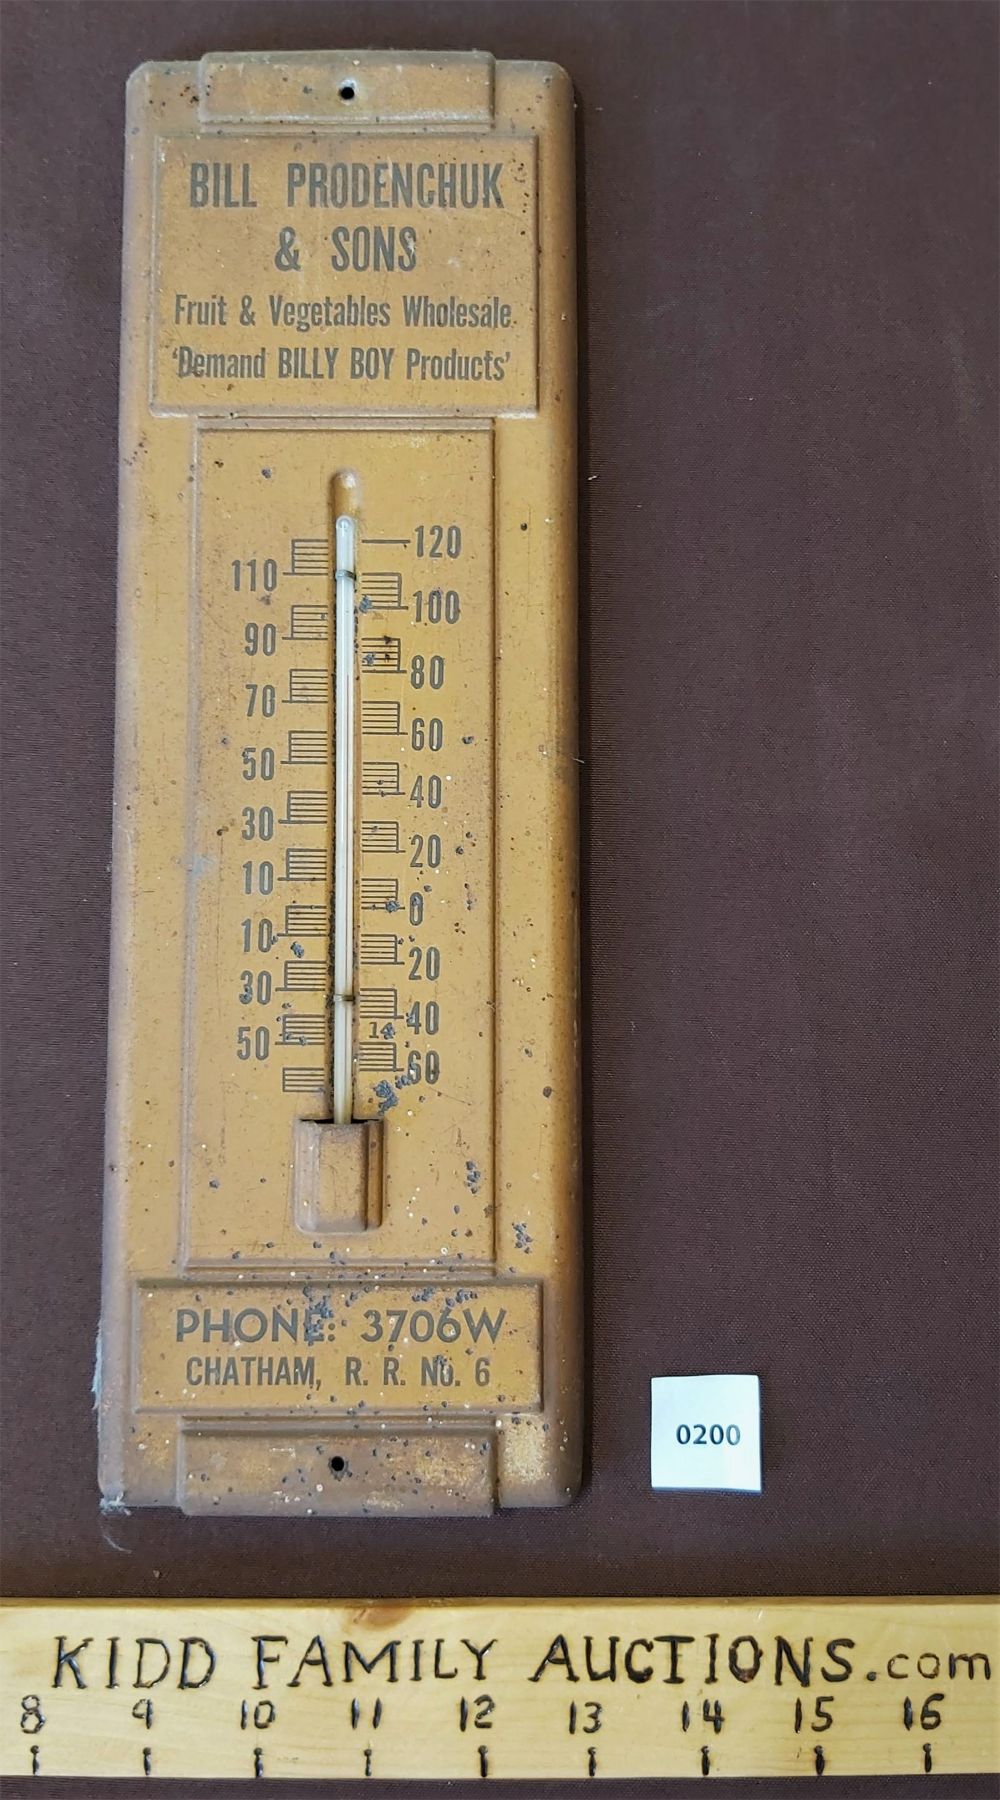 BILL PRODENCHUK
& SONS
Fruit & Vegetables Wholesale
'Demand BILLY BOY Products'
120
110
100
90
80
70
60
50
40
30
20
10
0
10
20
30
40
14
50
60
PHONE: 3706W
CHATHAM, R. R. No. 6
0200
KIDD FAMILY AUCTIONS.com
8 9 10 11 12 13 14 15 16